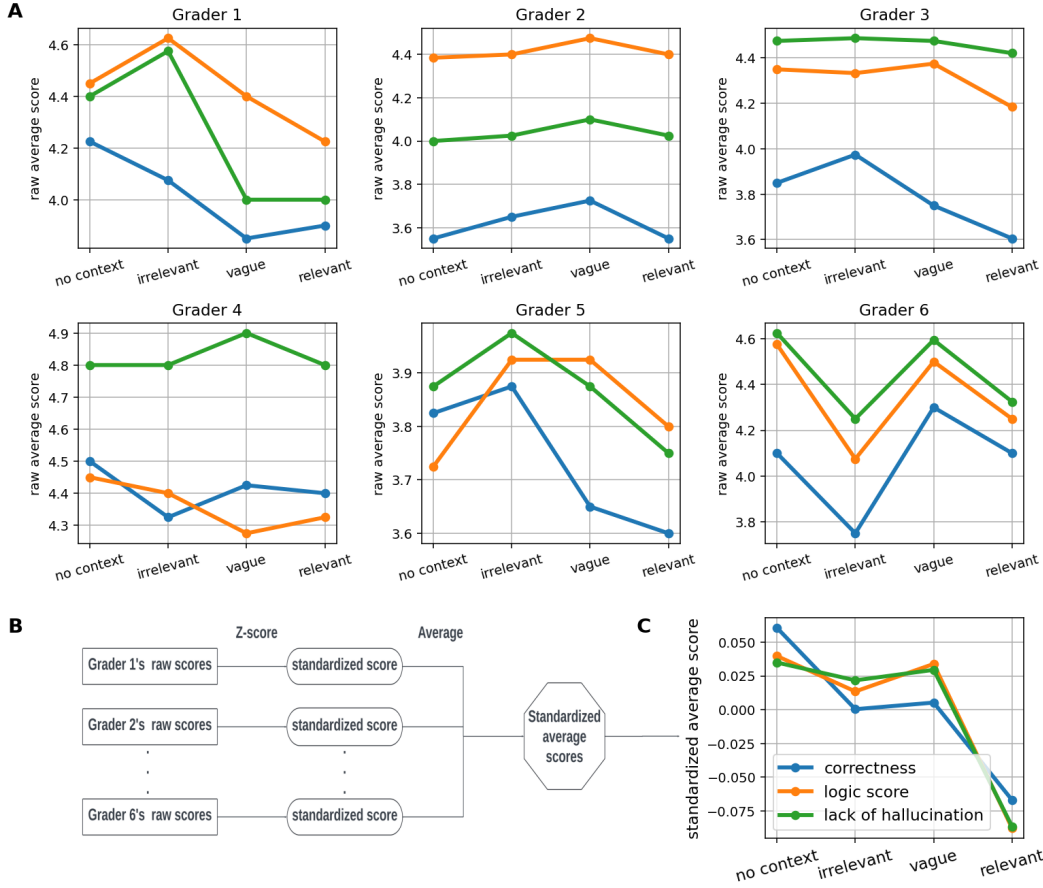 A
Grader 1
raw average score
4.6
4.4
4.2
4.0
no context
irrelevant
vague
relevant
Grader 2
raw average score
4.4
4.2
4.0
3.8
3.6
no context
irrelevant
vague
relevant
Grader 3
raw average score
4.4
4.2
4.0
3.8
3.6
no context
irrelevant
vague
relevant
Grader 4
raw average score
4.9
4.8
4.7
4.6
4.5
4.4
4.3
no context
irrelevant
vague
relevant
Grader 5
raw average score
3.9
3.8
3.7
3.6
no context
irrelevant
vague
relevant
Grader 6
raw average score
4.6
4.4
4.2
4.0
3.8
no context
irrelevant
vague
relevant
B
Z-score
Average
Grader 1's raw scores
standardized score
Grader 2's raw scores
standardized score
Grader 6's raw scores
standardized score
Standardized
average
scores
C
standardized average score
0.050
0.025
0.000
−0.025
−0.050
−0.075
correctness
logic score
lack of hallucination
no context
irrelevant
vague
relevant